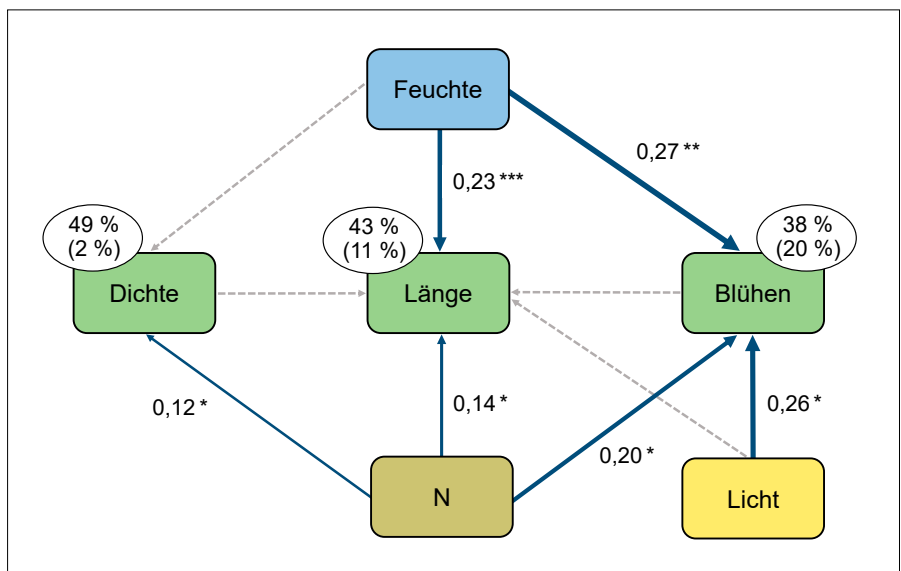 Feuchte
0,27 **
0,23 ***
49 %
(2 %)
43 %
(11 %)
38 %
(20 %)
Dichte
Länge
Blühen
0,12 *
0,14 *
0,26 *
0,20 *
N
Licht